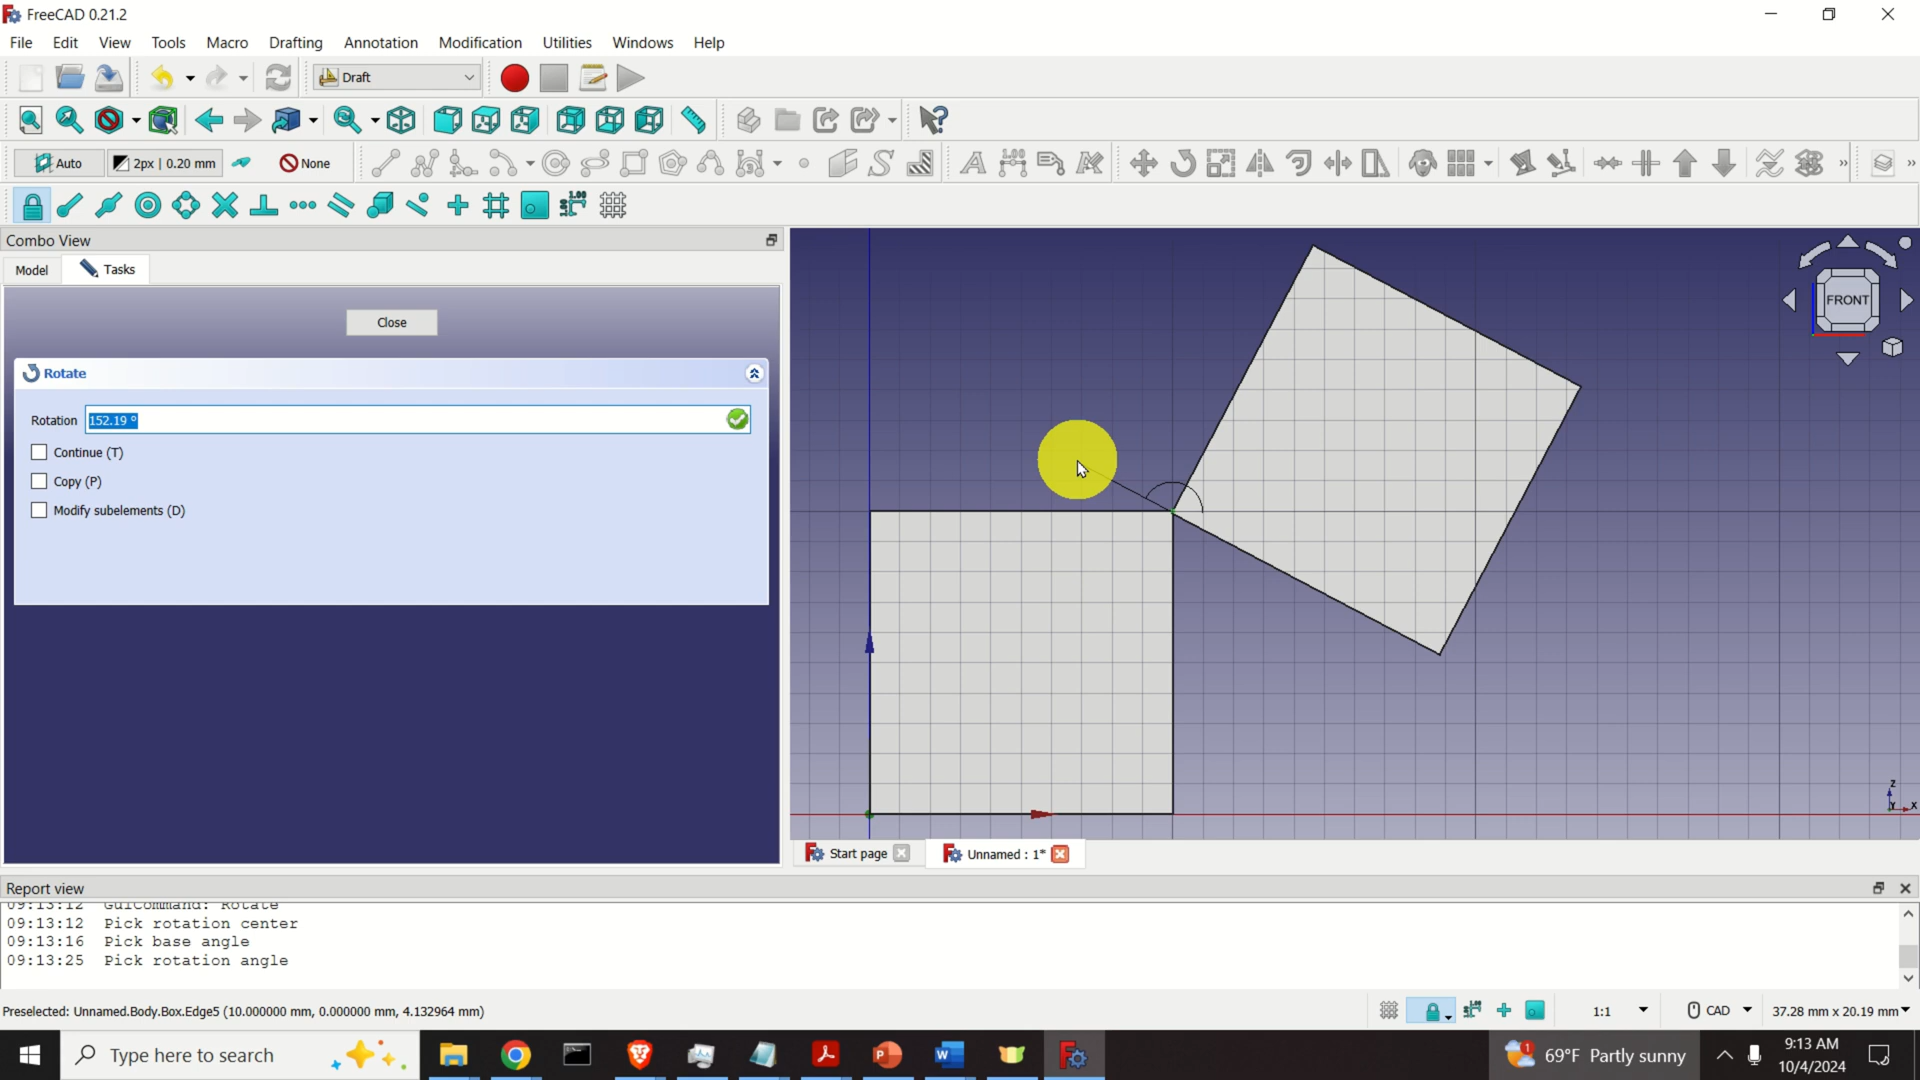 FreeCAD 0.21.2
File Edit View Tools Macro Drafting Annotation Modification Utilities Windows Help
Draft
Auto 2px | 0.20 mm None
Combo View
Model Tasks
Close
Rotate
Rotation 152.19 °
Continue (T)
Copy (P)
Modify subelements (D)
FRONT
Z
Y X
Start page Unnamed : 1*
Report view
09:13:12 GuiCommand: Rotate
09:13:12 Pick rotation center
09:13:16 Pick base angle
09:13:25 Pick rotation angle
Preselected: Unnamed.Body.Box.Edge5 (10.000000 mm, 0.000000 mm, 4.132964 mm) 1:1 CAD 37.28 mm x 20.19 mm
Type here to search 69°F Partly sunny 9:13 AM
10/4/2024